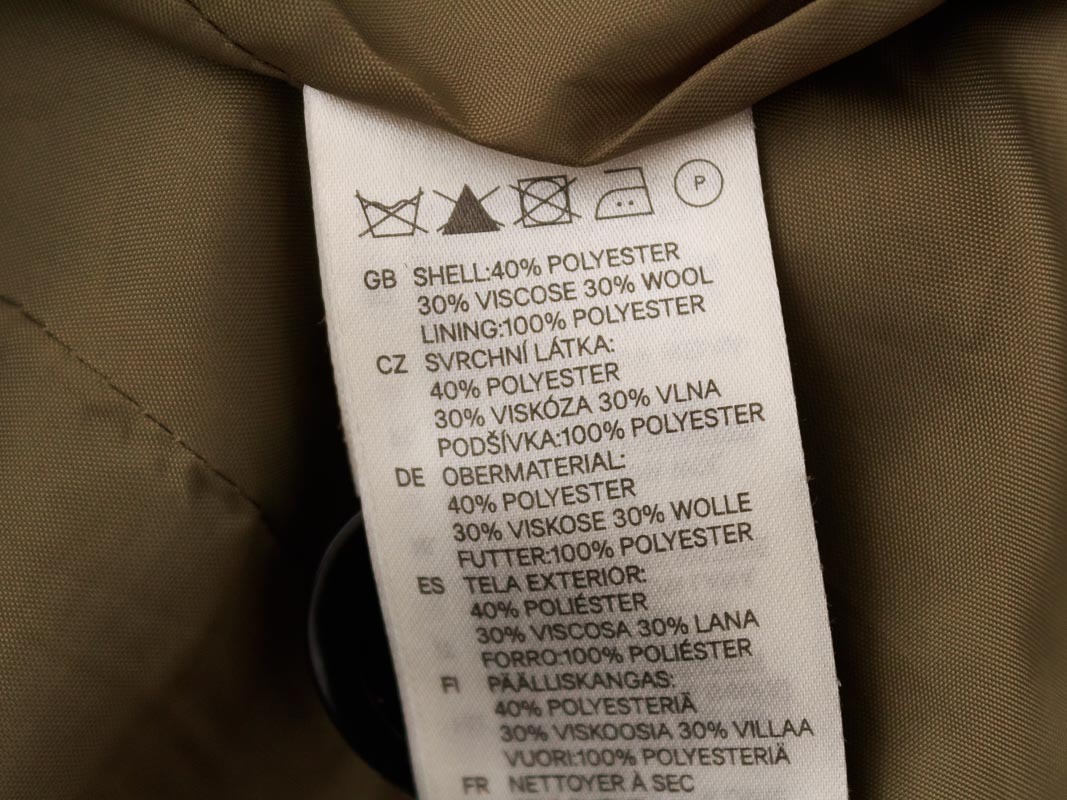 P
GB SHELL:40% POLYESTER
30% VISCOSE 30% WOOL
LINING:100% POLYESTER
CZ SVRCHNÍ LÁTKA:
40% POLYESTER
30% VISKÓZA 30% VLNA
PODŠÍVKA:100% POLYESTER
DE OBERMATERIAL:
40% POLYESTER
30% VISKOSE 30% WOLLE
FUTTER:100% POLYESTER
ES TELA EXTERIOR:
40% POLIÉSTER
30% VISCOSA 30% LANA
FORRO:100% POLIÉSTER
FI PÄÄLLISKANGAS:
40% POLYESTERIÄ
30% VISKOOSIA 30% VILLAA
VUORI:100% POLYESTERIÄ
FR NETTOYER À SEC